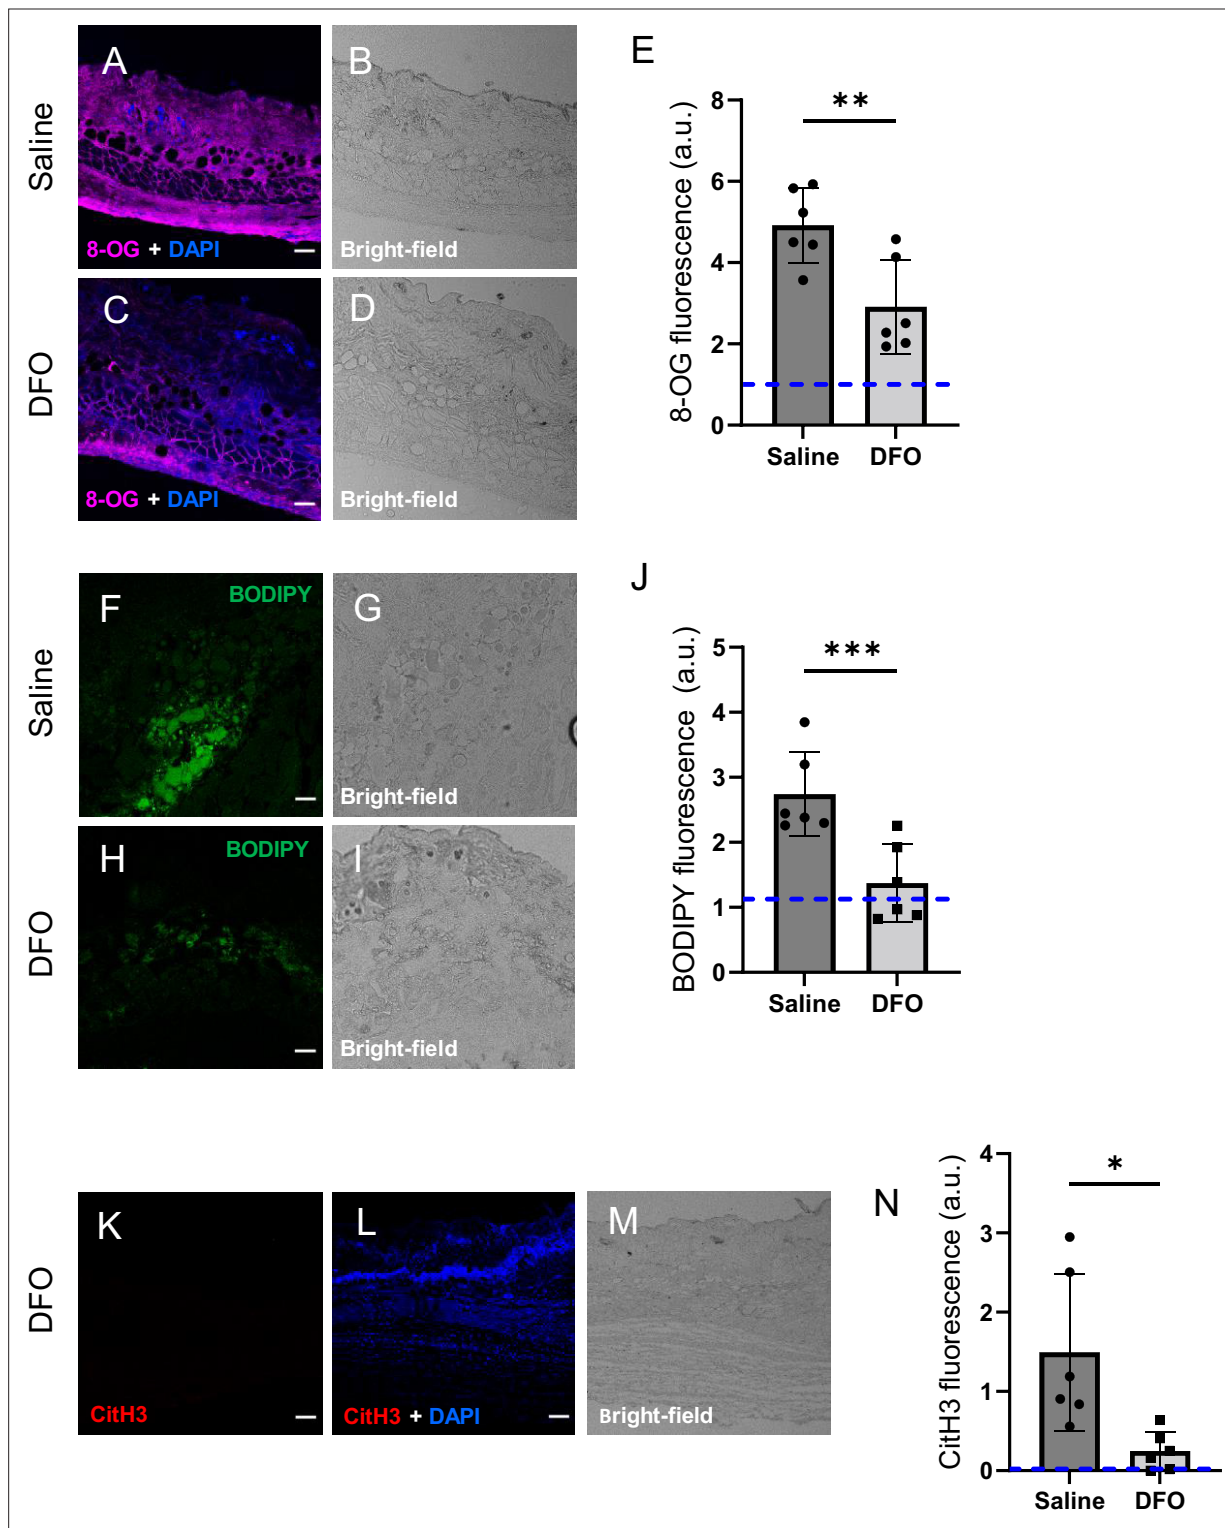 A
B
Saline
8-OG + DAPI
Bright-field
C
D
DFO
8-OG + DAPI
Bright-field
E
8-OG fluorescence (a.u.)
8
6
4
2
0
**
Saline
DFO
F
BODIPY
G
Saline
Bright-field
H
BODIPY
I
DFO
Bright-field
J
BODIPY fluorescence (a.u.)
5
4
3
2
1
0
***
Saline
DFO
K
L
M
DFO
CitH3
CitH3 + DAPI
Bright-field
N
CitH3 fluorescence (a.u.)
4
3
2
1
0
*
Saline
DFO